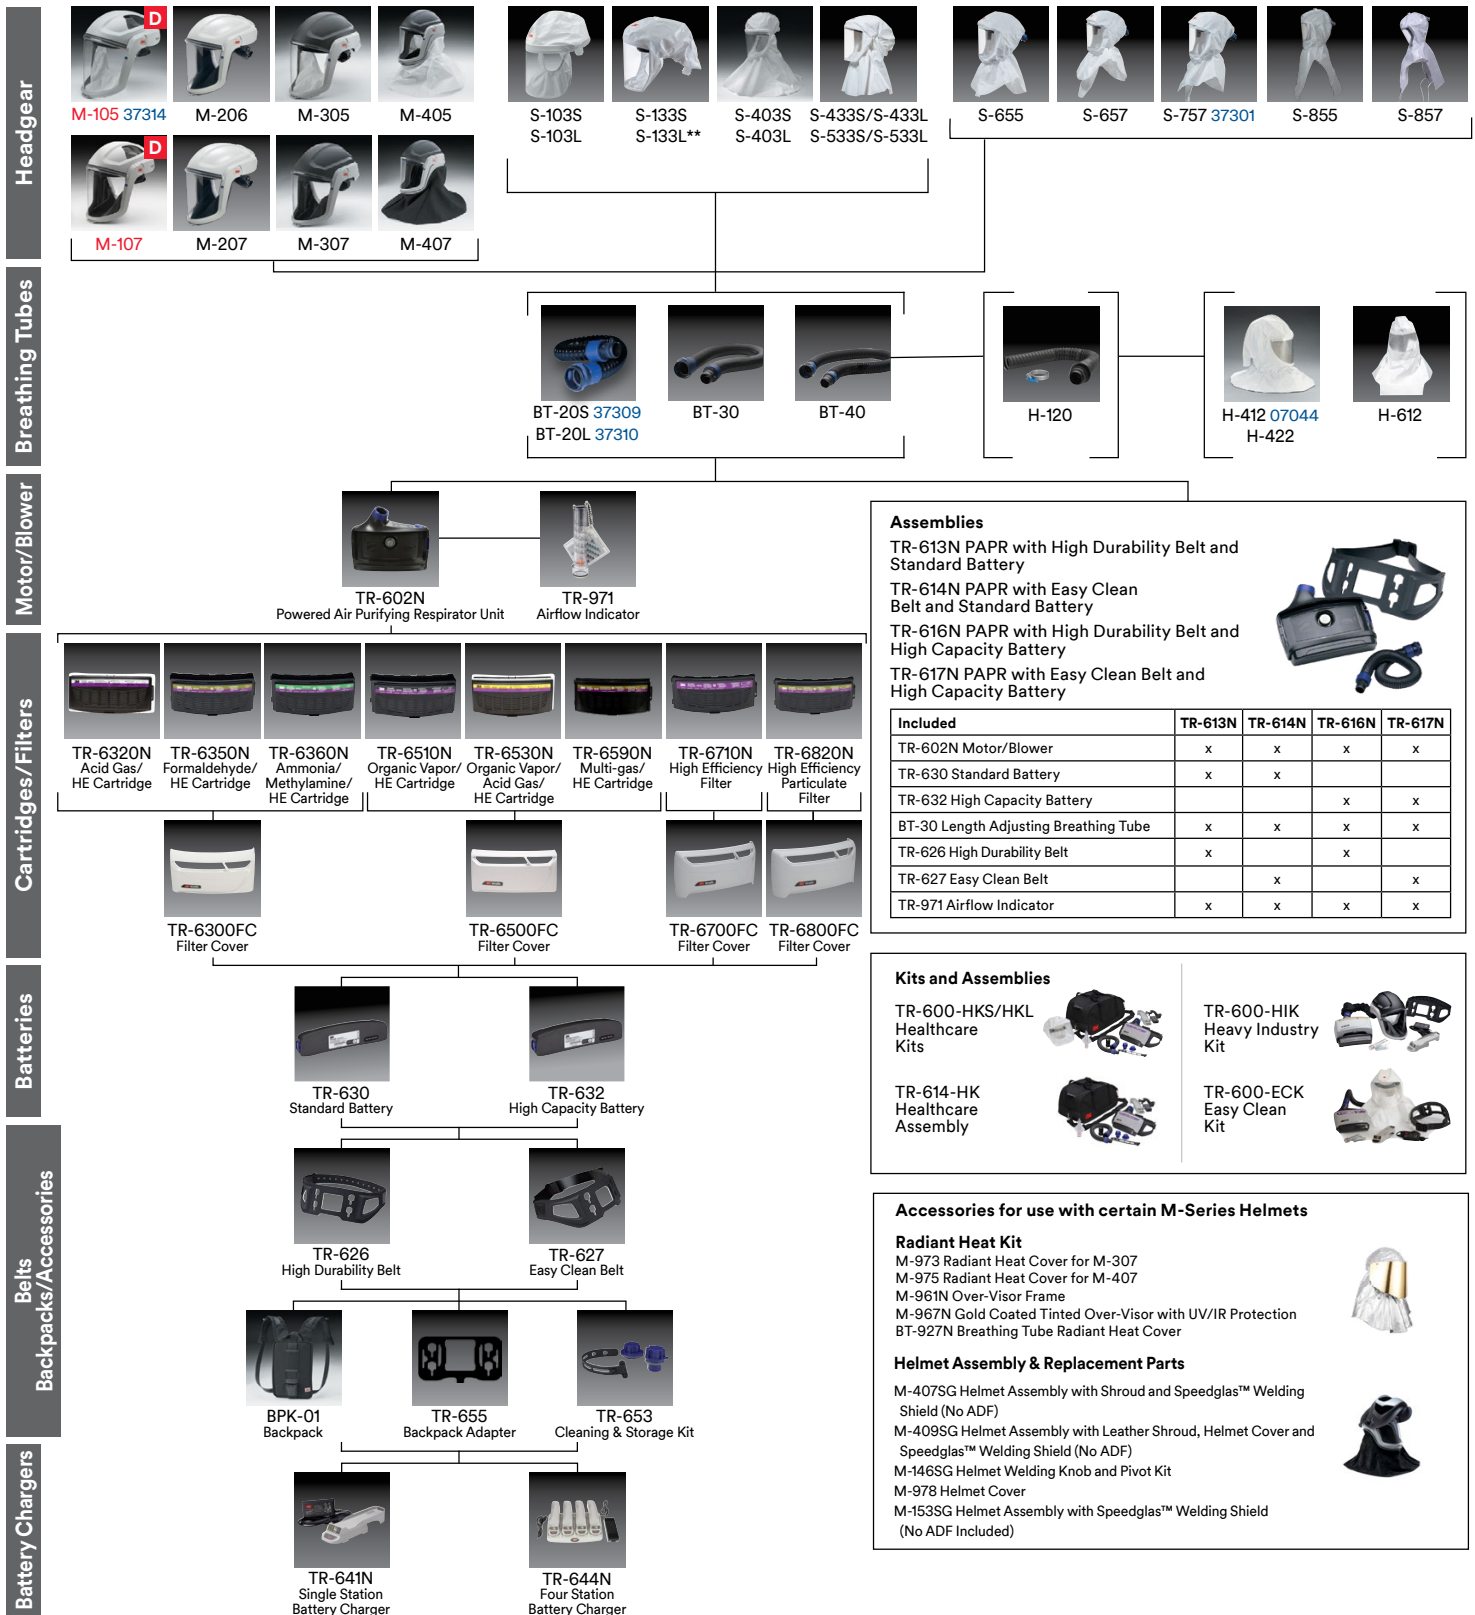 Headgear
D
M-105 37314
M-206
M-305
M-405
D
M-107
M-207
M-307
M-407
S-103S
S-103L
S-133S
S-133L**
S-403S
S-403L
S-433S/S-433L
S-533S/S-533L
S-655
S-657
S-757 37301
S-855
S-857
Breathing Tubes
BT-20S 37309
BT-20L 37310
BT-30
BT-40
H-120
H-412 07044
H-422
H-612
Motor/Blower
TR-602N
Powered Air Purifying Respirator Unit
TR-971
Airflow Indicator
Cartridges/Filters
TR-6320N
Acid Gas/
HE Cartridge
TR-6350N
Formaldehyde/
HE Cartridge
TR-6360N
Ammonia/
Methylamine/
HE Cartridge
TR-6510N
Organic Vapor/
HE Cartridge
TR-6530N
Organic Vapor/
Acid Gas/
HE Cartridge
TR-6590N
Multi-gas/
HE Cartridge
TR-6710N
High Efficiency
Filter
TR-6820N
High Efficiency
Particulate
Filter
TR-6300FC
Filter Cover
TR-6500FC
Filter Cover
TR-6700FC
Filter Cover
TR-6800FC
Filter Cover
Batteries
TR-630
Standard Battery
TR-632
High Capacity Battery
Belts
Backpacks/Accessories
TR-626
High Durability Belt
TR-627
Easy Clean Belt
BPK-01
Backpack
TR-655
Backpack Adapter
TR-653
Cleaning & Storage Kit
Battery Chargers
TR-641N
Single Station
Battery Charger
TR-644N
Four Station
Battery Charger
Assemblies
TR-613N PAPR with High Durability Belt and
Standard Battery
TR-614N PAPR with Easy Clean
Belt and Standard Battery
TR-616N PAPR with High Durability Belt and
High Capacity Battery
TR-617N PAPR with Easy Clean Belt and
High Capacity Battery
Included TR-613N TR-614N TR-616N TR-617N
TR-602N Motor/Blower x x x x
TR-630 Standard Battery x x
TR-632 High Capacity Battery x x
BT-30 Length Adjusting Breathing Tube x x x x
TR-626 High Durability Belt x x
TR-627 Easy Clean Belt x x
TR-971 Airflow Indicator x x x x
Kits and Assemblies
TR-600-HKS/HKL
Healthcare
Kits
TR-600-HIK
Heavy Industry
Kit
TR-614-HK
Healthcare
Assembly
TR-600-ECK
Easy Clean
Kit
Accessories for use with certain M-Series Helmets
Radiant Heat Kit
M-973 Radiant Heat Cover for M-307
M-975 Radiant Heat Cover for M-407
M-961N Over-Visor Frame
M-967N Gold Coated Tinted Over-Visor with UV/IR Protection
BT-927N Breathing Tube Radiant Heat Cover
Helmet Assembly & Replacement Parts
M-407SG Helmet Assembly with Shroud and Speedglas™ Welding
Shield (No ADF)
M-409SG Helmet Assembly with Leather Shroud, Helmet Cover and
Speedglas™ Welding Shield (No ADF)
M-146SG Helmet Welding Knob and Pivot Kit
M-978 Helmet Cover
M-153SG Helmet Assembly with Speedglas™ Welding Shield
(No ADF Included)